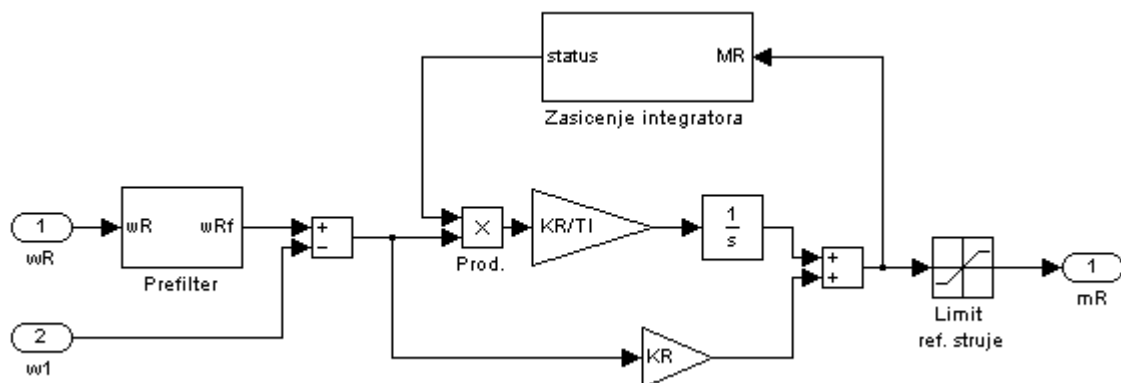 status
MR
Zasicenje integratora
1
wR
wR
wRf
Prefilter
+
−
×
Prod.
KR/TI
1
s
+
+
Limit
ref. struje
1
mR
2
w1
KR